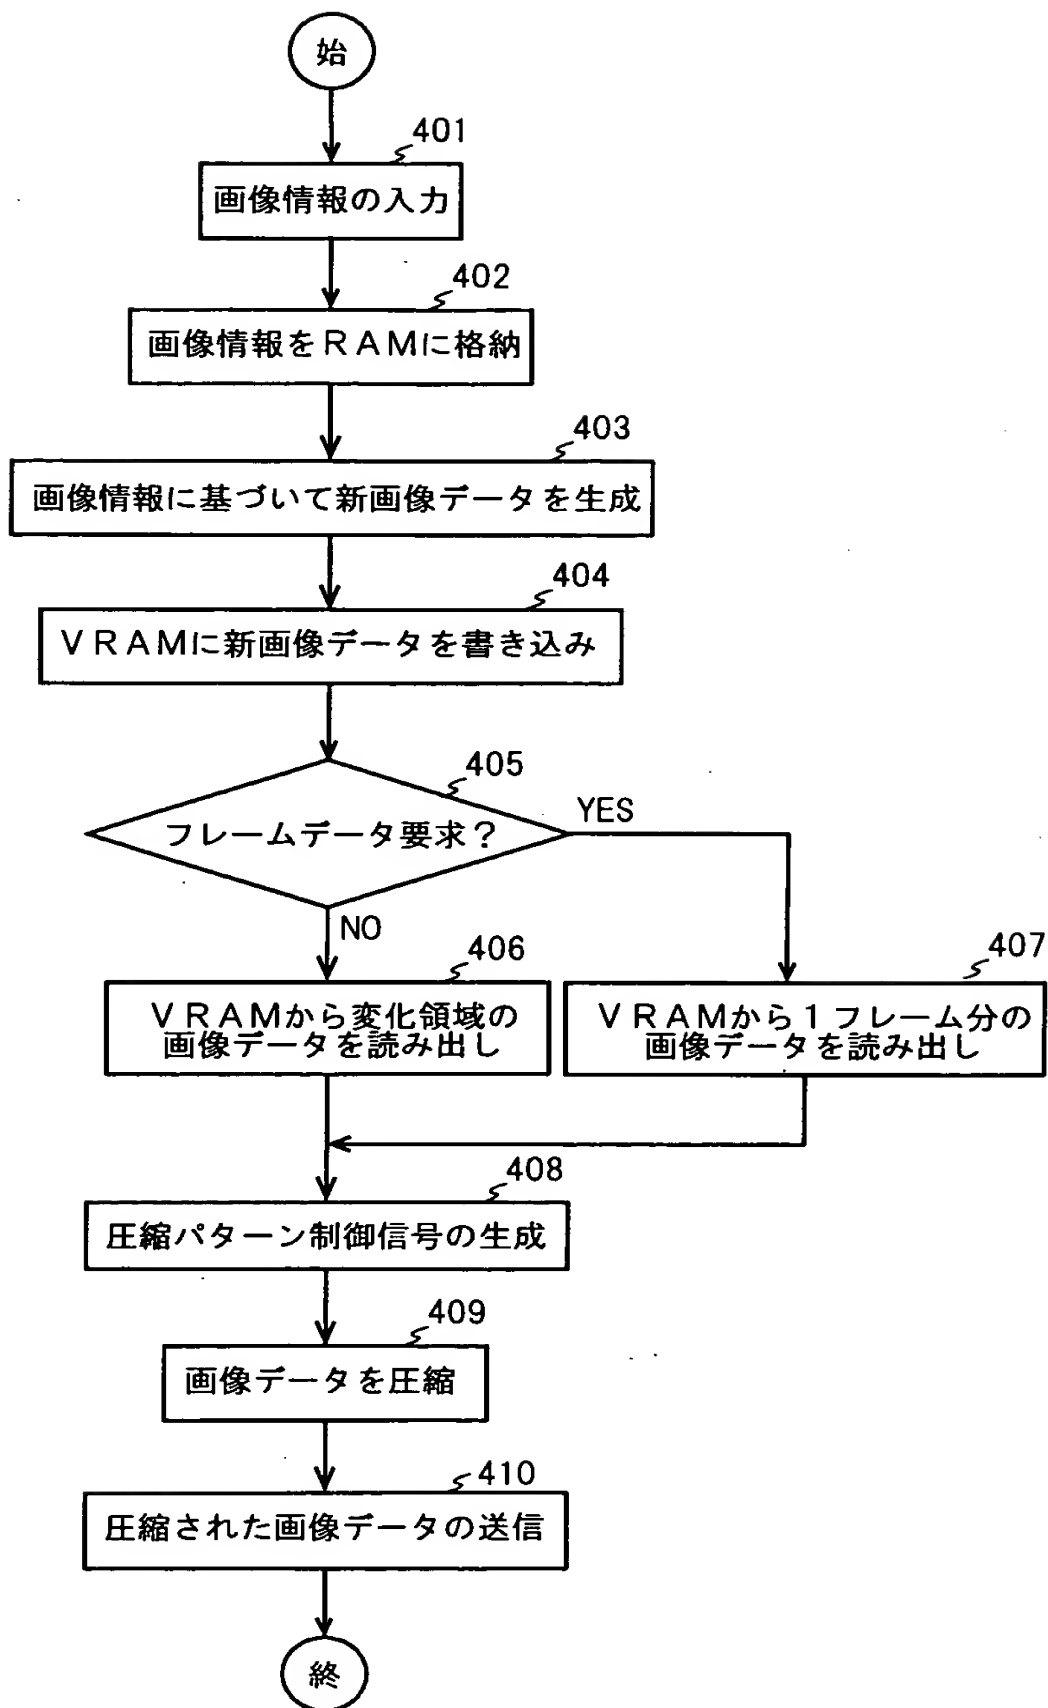 始
401
画像情報の入力
402
画像情報をＲＡＭに格納
403
画像情報に基づいて新画像データを生成
404
ＶＲＡＭに新画像データを書き込み
405
フレームデータ要求？
YES
NO
406
ＶＲＡＭから変化領域の
画像データを読み出し
407
ＶＲＡＭから１フレーム分の
画像データを読み出し
408
圧縮パターン制御信号の生成
409
画像データを圧縮
410
圧縮された画像データの送信
終